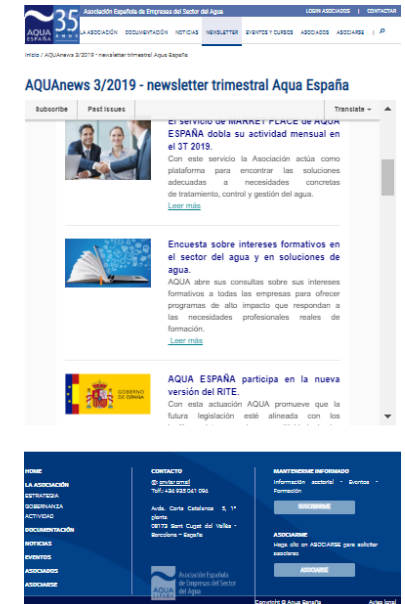 Asociación Española de Empresas del Sector del Agua
LOGIN ASOCIADOS | CONTACTAR
35
AQUA
ESPAÑA
AÑOS
LA ASOCIACIÓN DOCUMENTACIÓN NOTICIAS NEWSLETTER EVENTOS Y CURSOS ASOCIADOS ASOCIARSE |
Inicio / AQUAnews 3/2019 - newsletter trimestral Aqua España
AQUAnews 3/2019 - newsletter trimestral Aqua España
Subscribe Past Issues Translate
El servicio de MARKET PLACE de AQUA
ESPAÑA dobla su actividad mensual en
el 3T 2019.
Con este servicio la Asociación actúa como
plataforma para encontrar las soluciones
adecuadas a necesidades concretas
de tratamiento, control y gestión del agua.
Leer más
Encuesta sobre intereses formativos en
el sector del agua y en soluciones de
agua.
AQUA abre sus consultas sobre sus intereses
formativos a todas las empresas para ofrecer
programas de alto impacto que respondan a
las necesidades profesionales reales de
formación.
Leer más
GOBIERNO
DE ESPAÑA
AQUA ESPAÑA participa en la nueva
versión del RITE.
Con esta actuación AQUA promueve que la
futura legislación esté alineada con los
HOME
LA ASOCIACIÓN
ESTRATEGIA
GOBERNANZA
ACTIVIDAD
DOCUMENTACIÓN
NOTICIAS
EVENTOS
ASOCIADOS
ASOCIARSE
CONTACTO
@: enviar email
Telf.: +34 935 041 094
Avda. Corts Catalanes 5, 1ª
planta
08173 Sant Cugat del Vallès -
Barcelona - España
AQUA
ESPAÑA
Asociación Española
de Empresas del Sector
del Agua
MANTENERME INFORMADO
Información sectorial - Eventos -
Formación
SUSCRIBIRME
ASOCIARME
Haga clic en ASOCIARSE para solicitar
asociarse
ASOCIARSE
Copyright © Aqua España Aviso legal